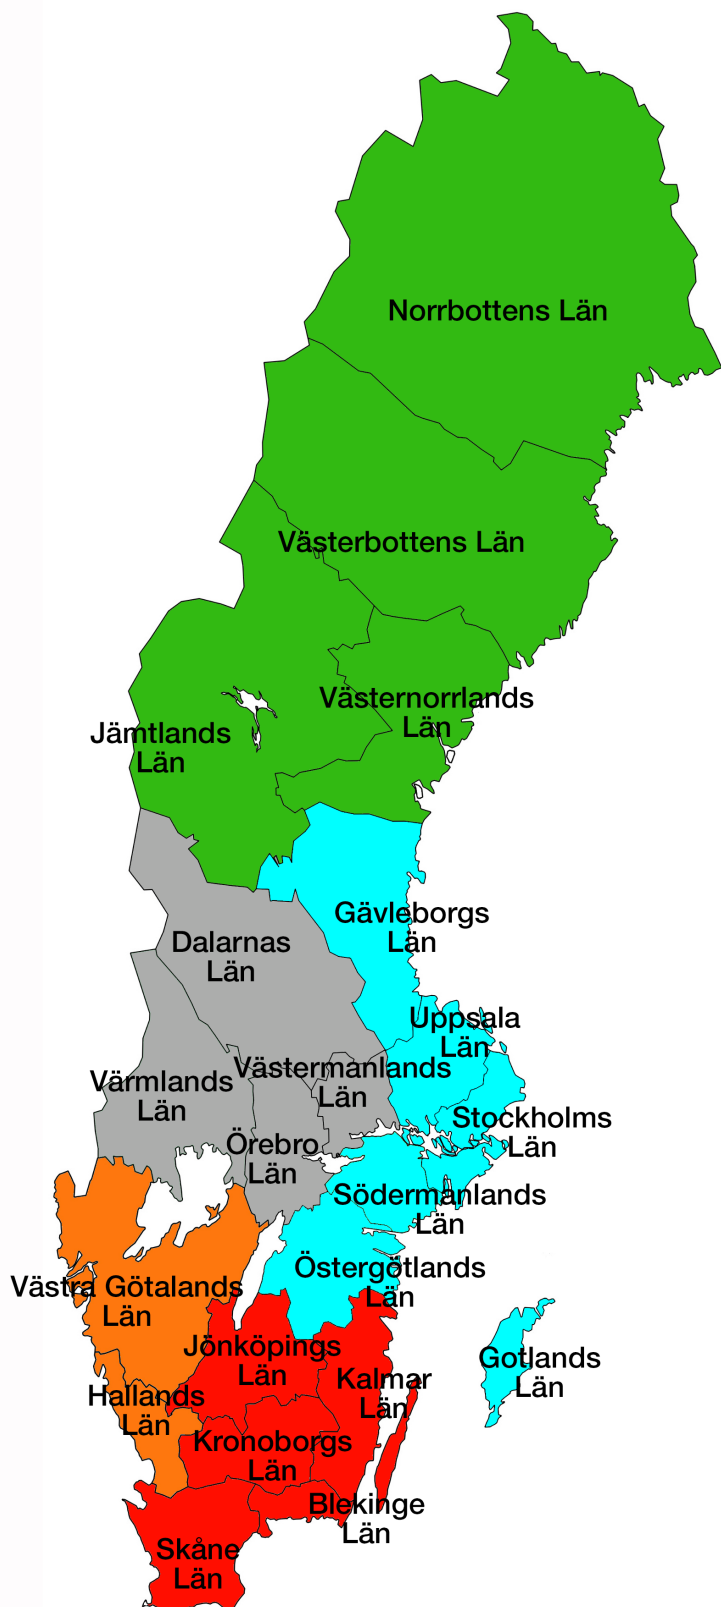 Norrbottens Län
Västerbottens Län
Västernorrlands
Län
Jämtlands
Län
Gävleborgs
Län
Dalarnas
Län
Uppsala
Län
Västermanlands
Län
Värmlands
Län
Stockholms
Län
Örebro
Län
Södermanlands
Län
Östergötlands
Län
Västra Götalands
Län
Jönköpings
Län
Gotlands
Län
Kalmar
Län
Hallands
Län
Kronoborgs
Län
Blekinge
Län
Skåne
Län